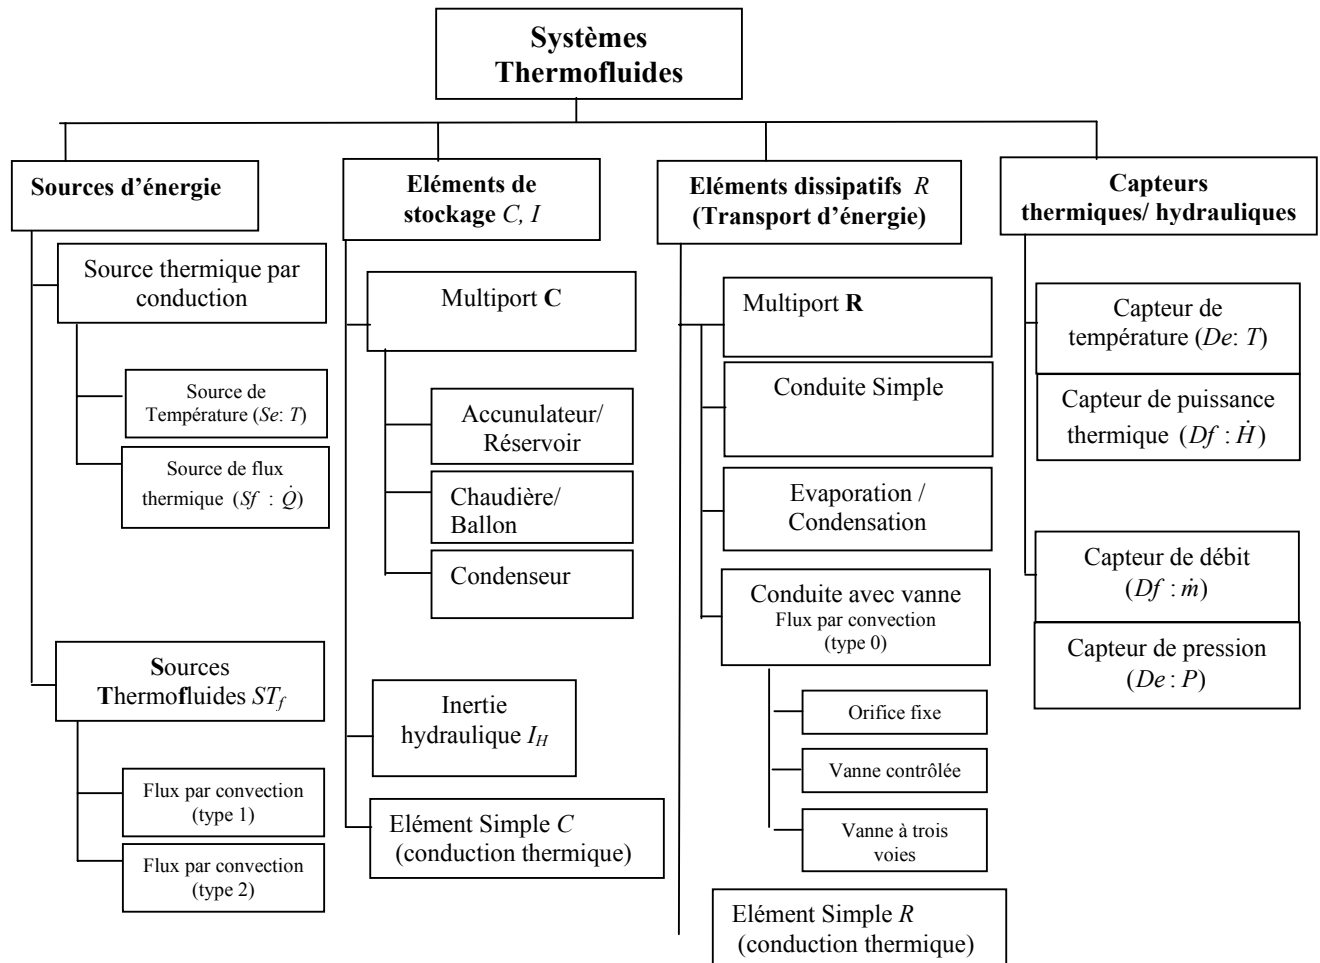 Systèmes
Thermofluides
Sources d'énergie
Eléments de
stockage C, I
Eléments dissipatifs R
(Transport d'énergie)
Capteurs
thermiques/ hydrauliques
Source thermique par
conduction
Source de
Température (Se: T)
Source de flux
thermique (Sf : Q̇)
Sources
Thermofluides STf
Flux par convection
(type 1)
Flux par convection
(type 2)
Multiport C
Accunulateur/
Réservoir
Chaudière/
Ballon
Condenseur
Inertie
hydraulique IH
Elément Simple C
(conduction thermique)
Multiport R
Conduite Simple
Evaporation /
Condensation
Conduite avec vanne
Flux par convection
(type 0)
Orifice fixe
Vanne contrôlée
Vanne à trois
voies
Elément Simple R
(conduction thermique)
Capteur de
température (De: T)
Capteur de puissance
thermique (Df : Ḣ)
Capteur de débit
(Df : ṁ)
Capteur de pression
(De : P)